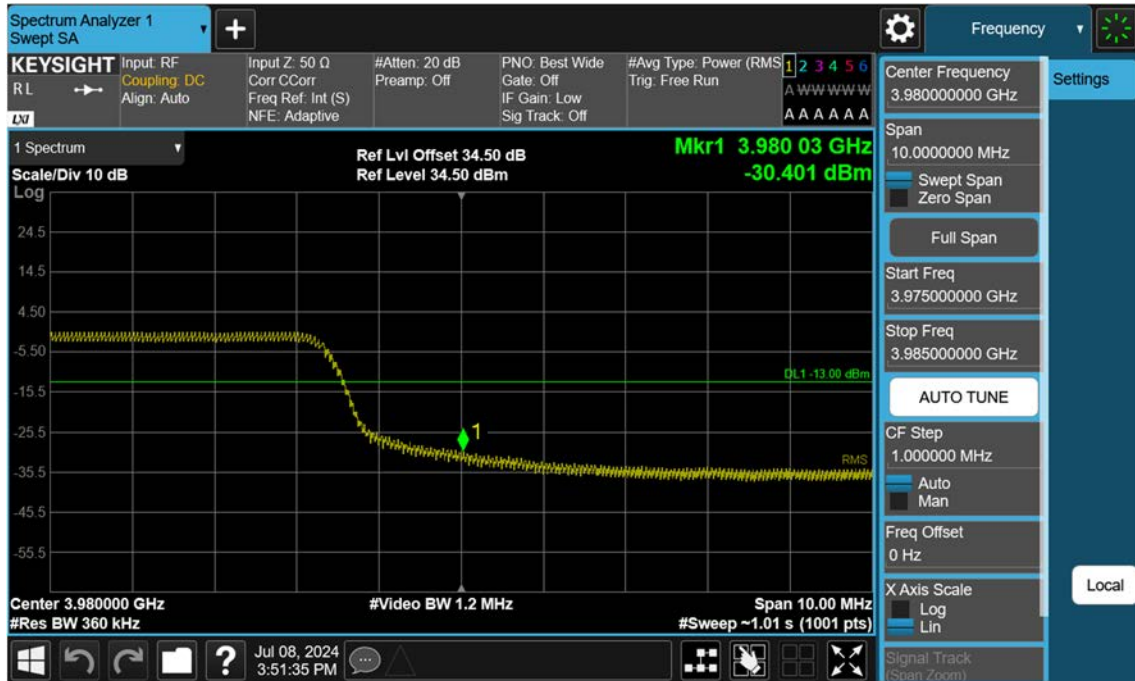 Spectrum Analyzer 1
Swept SA
+
Frequency
KEYSIGHT
RL
LXI
Input: RF
Coupling: DC
Align: Auto
Input Z: 50 Ω
Corr CCorr
Freq Ref: Int (S)
NFE: Adaptive
#Atten: 20 dB
Preamp: Off
PNO: Best Wide
Gate: Off
IF Gain: Low
Sig Track: Off
#Avg Type: Power (RMS
Trig: Free Run
1 2 3 4 5 6
A W W W W W
A A A A A A
1 Spectrum
Scale/Div 10 dB
Log
Ref Lvl Offset 34.50 dB
Ref Level 34.50 dBm
Mkr1 3.980 03 GHz
-30.401 dBm
24.5
14.5
4.50
-5.50
-15.5
-25.5
-35.5
-45.5
-55.5
DL1 -13.00 dBm
1
RMS
Center 3.980000 GHz
#Video BW 1.2 MHz
Span 10.00 MHz
#Res BW 360 kHz
#Sweep ~1.01 s (1001 pts)
Center Frequency
3.980000000 GHz
Settings
Span
10.0000000 MHz
Swept Span
Zero Span
Full Span
Start Freq
3.975000000 GHz
Stop Freq
3.985000000 GHz
AUTO TUNE
CF Step
1.000000 MHz
Auto
Man
Freq Offset
0 Hz
X Axis Scale
Log
Lin
Local
Signal Track
(Span Zoom)
?
Jul 08, 2024
3:51:35 PM